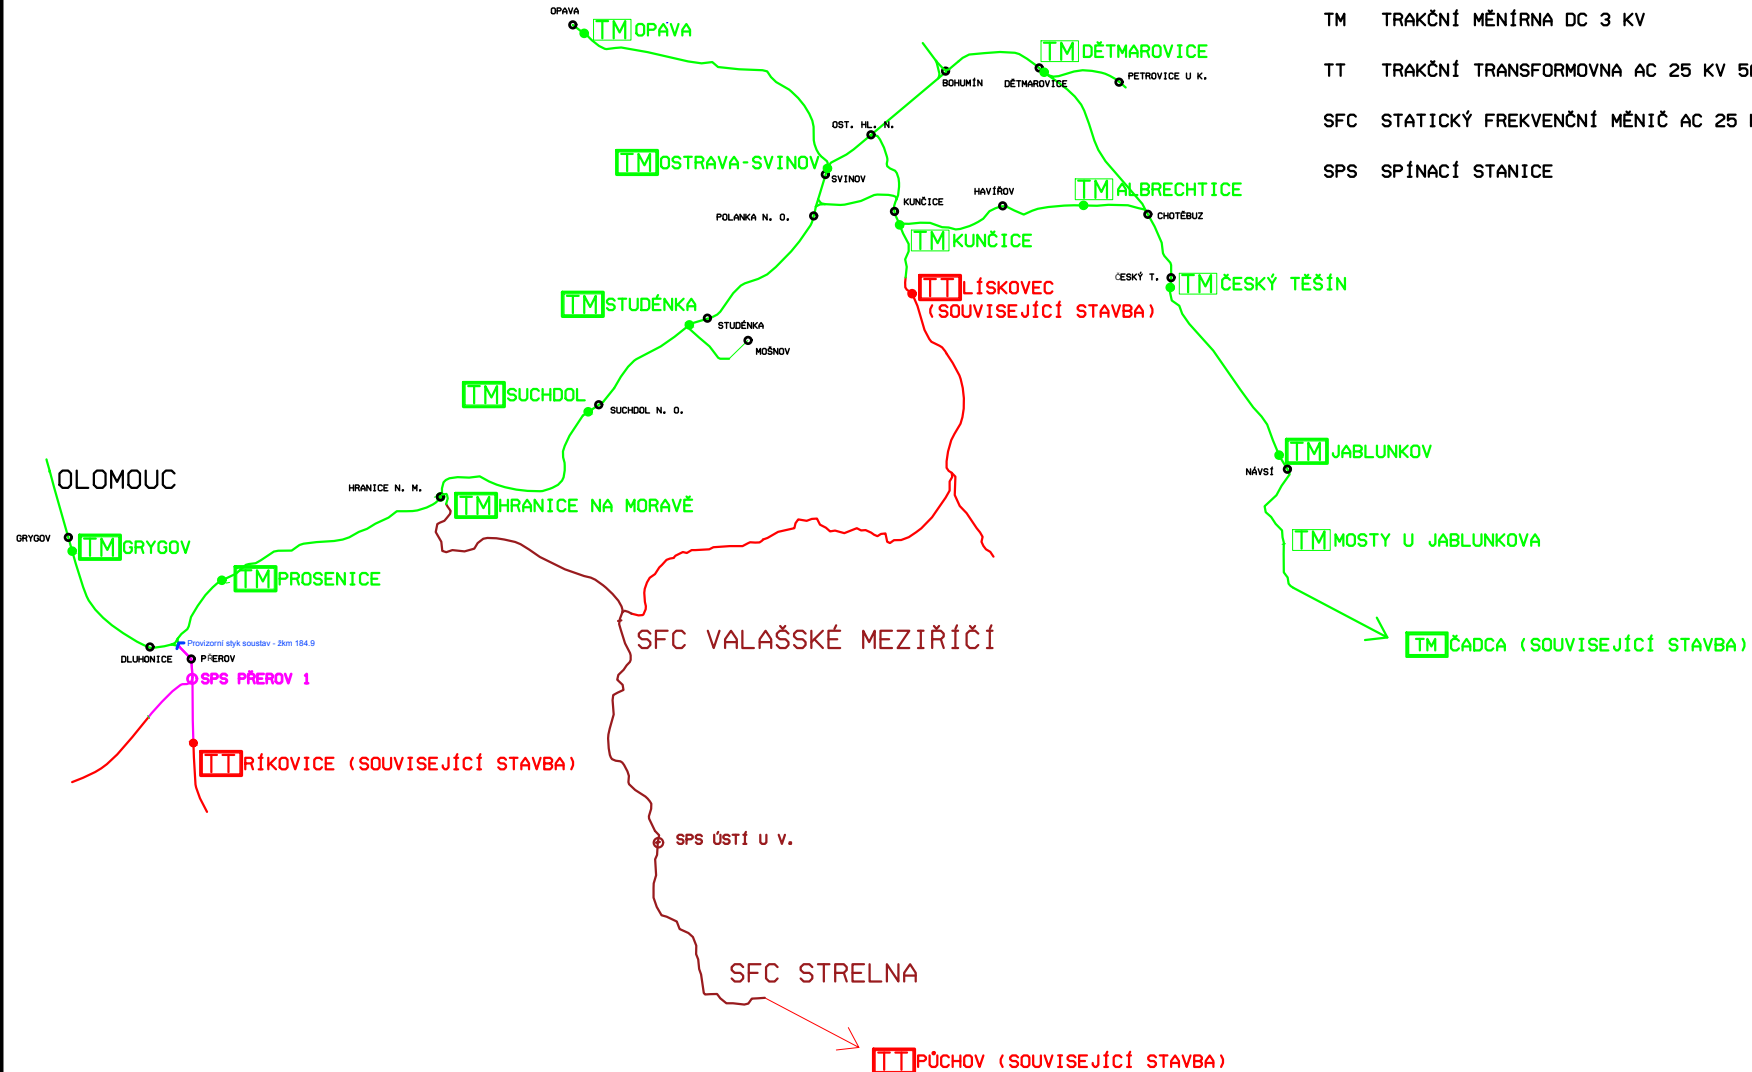 TM TRAKČNÍ MĚNÍRNA DC 3 KV
TT TRAKČNÍ TRANSFORMOVNA AC 25 KV
SFC STATICKÝ FREKVENČNÍ MĚNIČ AC 25
SPS SPÍNACÍ STANICE
OPAVA
TM OPAVA
TM DĚTMAROVICE
BOHUMÍN
DĚTMAROVICE
PETROVICE U K.
OST. HL. N.
TM OSTRAVA-SVINOV
SVINOV
POLANKA N. O.
KUNČICE
HAVÍŘOV
TM ALBRECHTICE
CHOTĚBUZ
TM KUNČICE
ČESKÝ T.
TM ČESKÝ TĚŠÍN
TT LÍSKOVEC
(SOUVISEJÍCÍ STAVBA)
TM STUDÉNKA
STUDÉNKA
MOŠNOV
TM SUCHDOL
SUCHDOL N. O.
TM JABLUNKOV
NÁVSÍ
OLOMOUC
HRANICE N. M.
TM HRANICE NA MORAVĚ
GRYGOV
TM GRYGOV
TM MOSTY U JABLUNKOVA
TM PROSENICE
Provizorní styk soustav - žkm 184.9
DLUHONICE
PŘEROV
SPS PŘEROV 1
SFC VALAŠSKÉ MEZIŘÍČÍ
TM ČADCA (SOUVISEJÍCÍ STAVBA)
TT RÍKOVICE (SOUVISEJÍCÍ STAVBA)
SPS ÚSTÍ U V.
SFC STRELNA
TT PŮCHOV (SOUVISEJÍCÍ STAVBA)